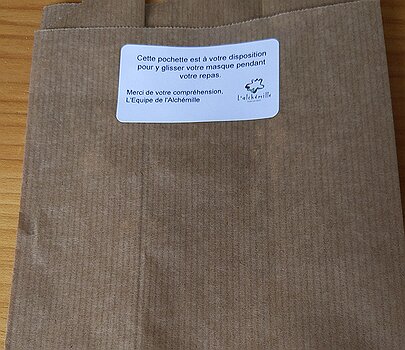 Cette pochette est à votre disposition
pour y glisser votre masque pendant
votre repas.
Merci de votre compréhension,
L'Equipe de l'Alchémille
L'alchémille